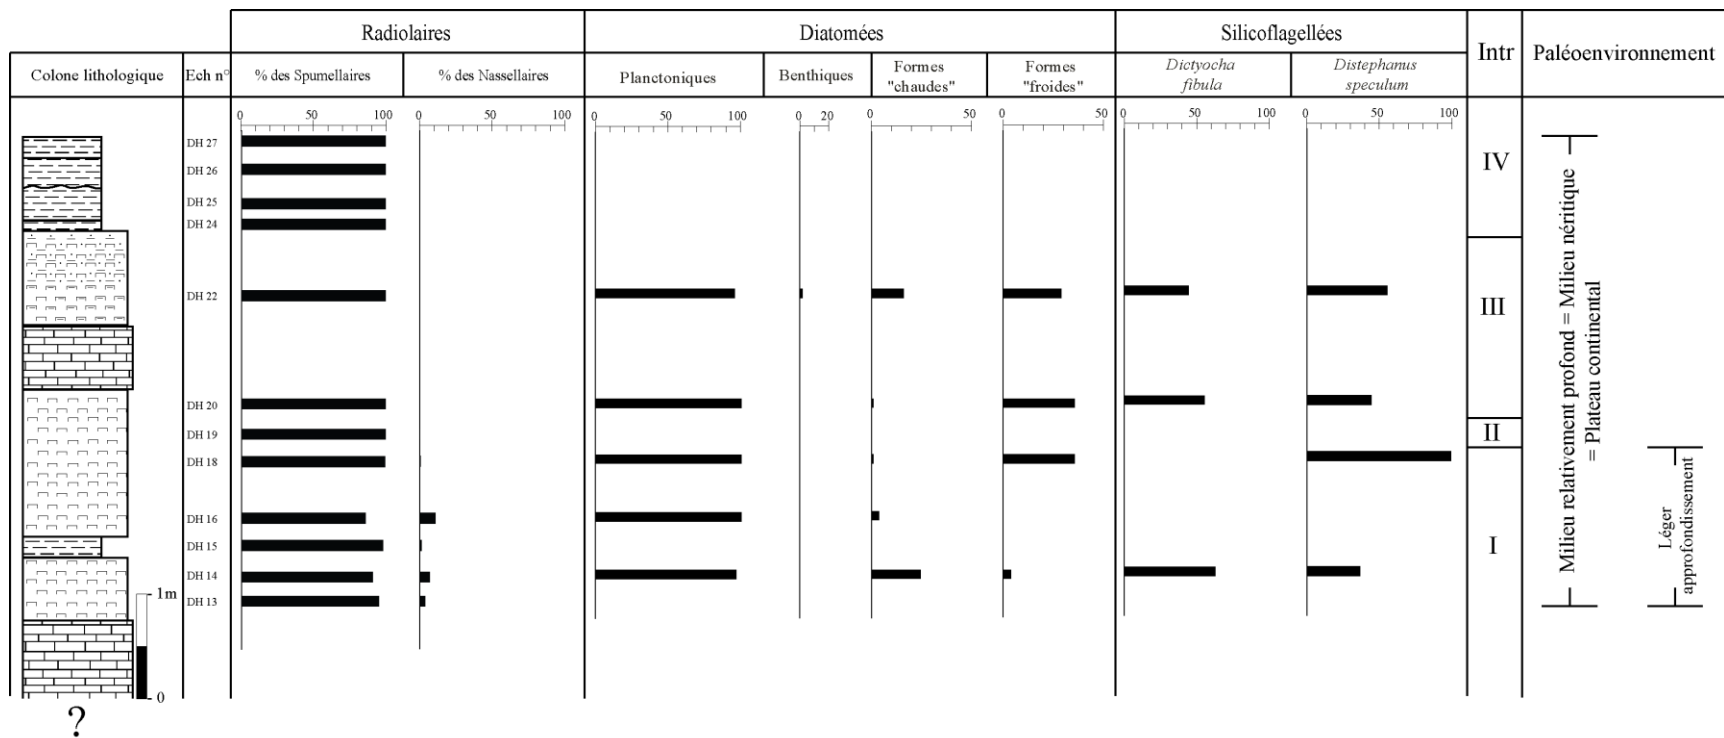 Radiolaires
Diatomées
Silicoflagellées
Intr
Paléoenvironnement
Colone lithologique
Ech n°
% des Spumellaires
% des Nassellaires
Planctoniques
Benthiques
Formes
"chaudes"
Formes
"froides"
Dictyocha
fibula
Distephanus
speculum
0 50 100
0 50 100
0 50 100
0 20
0 50
0 50
0 50 100
0 50 100
DH 27
DH 26
DH 25
DH 24
DH 22
DH 20
DH 19
DH 18
DH 16
DH 15
DH 14
DH 13
IV
III
II
I
Milieu relativement profond = Milieu néritique
= Plateau continental
Léger
approfondissement
1m
0
?